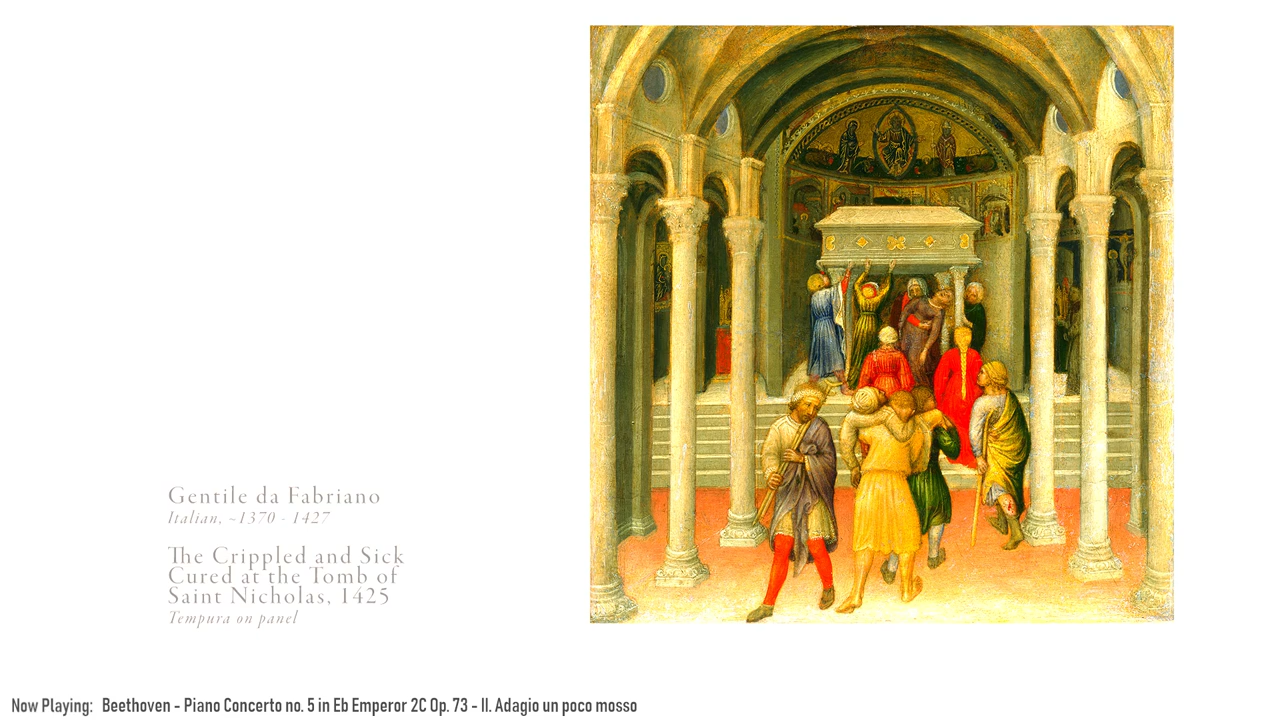 Gentile da Fabriano
Italian, ~1370 - 1427
The Crippled and Sick
Cured at the Tomb of
Saint Nicholas, 1425
Tempura on panel
Now Playing: Beethoven - Piano Concerto no. 5 in Eb Emperor 2C Op. 73 - II. Adagio un poco mosso